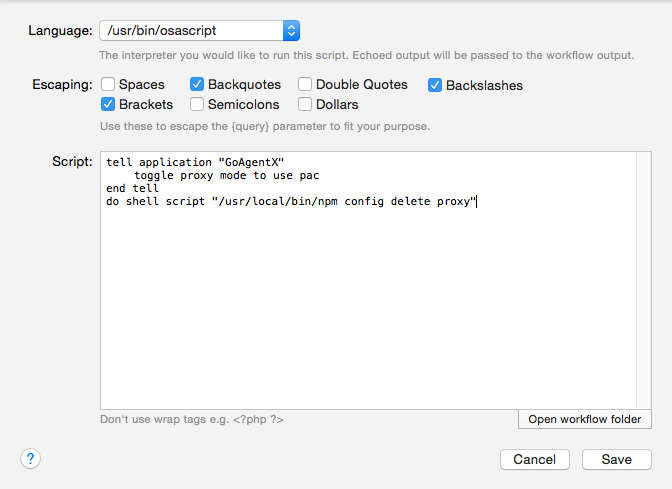 Language: /usr/bin/osascript
The interpreter you would like to run this script. Echoed output will be passed to the workflow output.
Escaping: Spaces Backquotes Double Quotes Backslashes
Brackets Semicolons Dollars
Use these to escape the {query} parameter to fit your purpose.
Script: tell application "GoAgentX"
toggle proxy mode to use pac
end tell
do shell script "/usr/local/bin/npm config delete proxy"
Don't use wrap tags e.g. <?php ?>
Open workflow folder
? Cancel Save